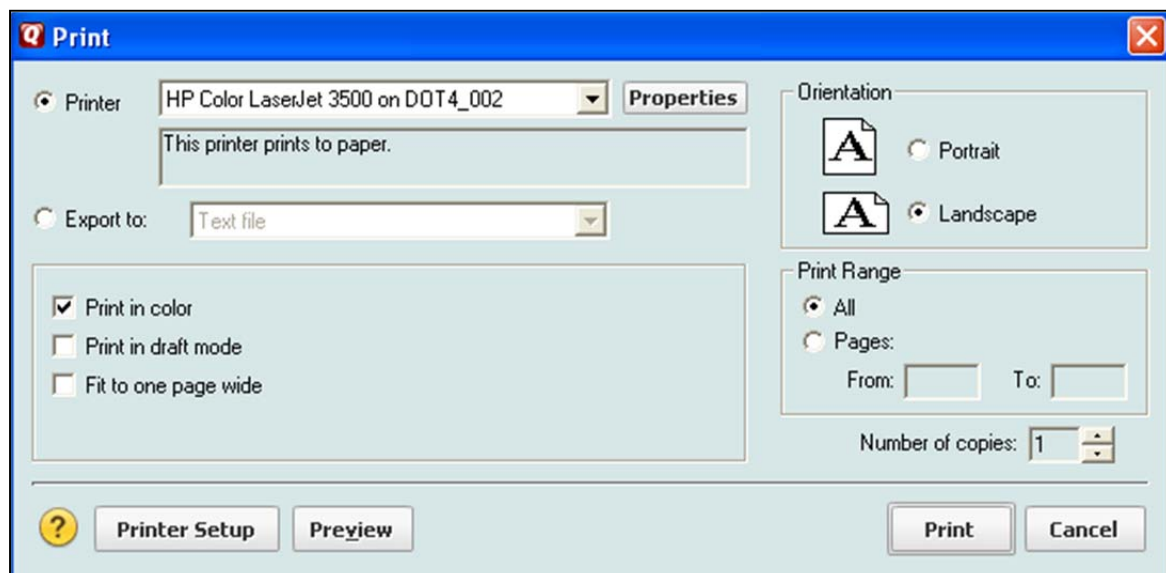 Q Print
Printer
HP Color LaserJet 3500 on DOT4_002
Properties
This printer prints to paper.
Export to:
Text file
Print in color
Print in draft mode
Fit to one page wide
Orientation
A
Portrait
A
Landscape
Print Range
All
Pages:
From:
To:
Number of copies: 1
?
Printer Setup
Preview
Print
Cancel